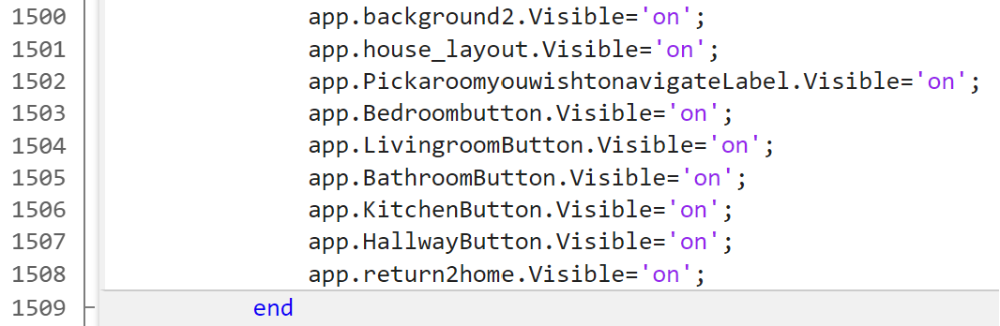 1500 app.background2.Visible='on';
1501 app.house_layout.Visible='on';
1502 app.PickaroomyouwishtonavigateLabel.Visible='on';
1503 app.Bedroombutton.Visible='on';
1504 app.LivingroomButton.Visible='on';
1505 app.BathroomButton.Visible='on';
1506 app.KitchenButton.Visible='on';
1507 app.HallwayButton.Visible='on';
1508 app.return2home.Visible='on';
1509 end